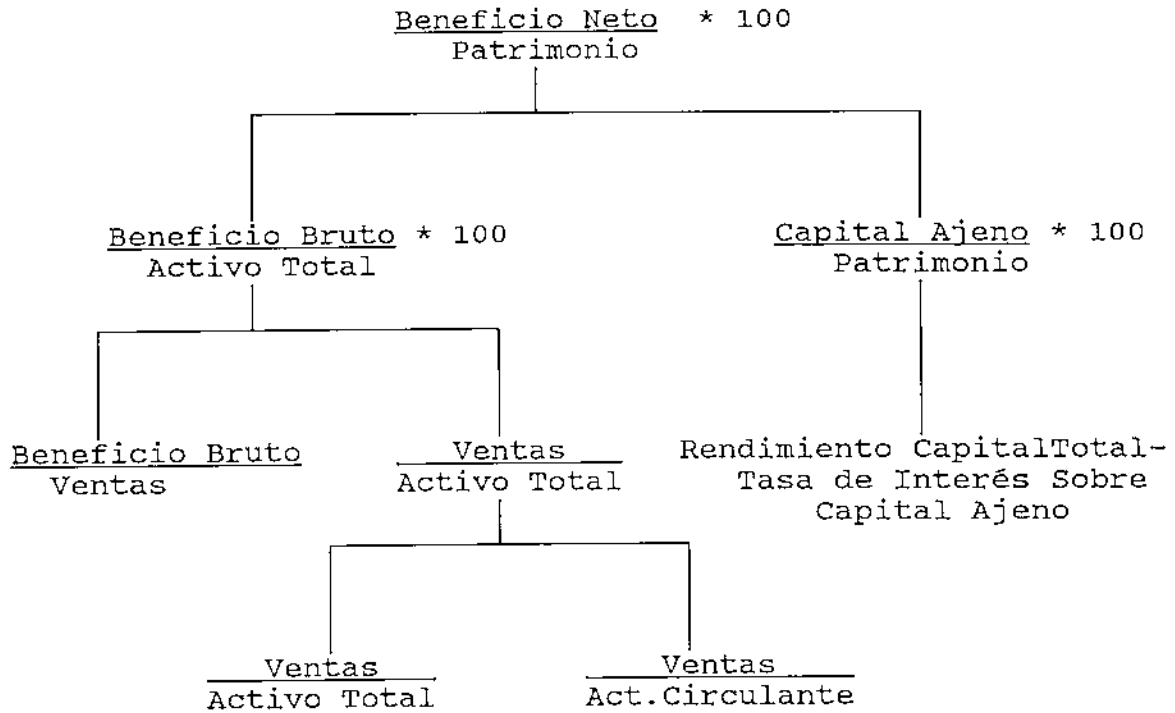 Beneficio Neto * 100
Patrimonio
Beneficio Bruto * 100
Activo Total
Capital Ajeno * 100
Patrimonio
Beneficio Bruto
Ventas
Ventas
Activo Total
Rendimiento CapitalTotal-
Tasa de Interés Sobre
Capital Ajeno
Ventas
Activo Total
Ventas
Act.Circulante